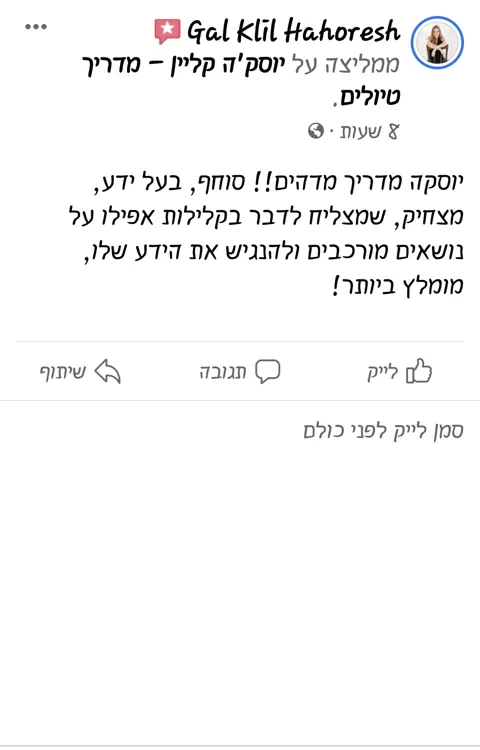 Gal Klil Hahoresh
ממליצה על יוסק'ה קליין – מדריך
טיולים.
8 שעות ·
יוסקה מדריך מדהים!! סוחף, בעל ידע,
מצחיק, שמצליח לדבר בקלילות אפילו על
נושאים מורכבים ולהנגיש את הידע שלו,
מומלץ ביותר!
לייק תגובה שיתוף
סמן לייק לפני כולם